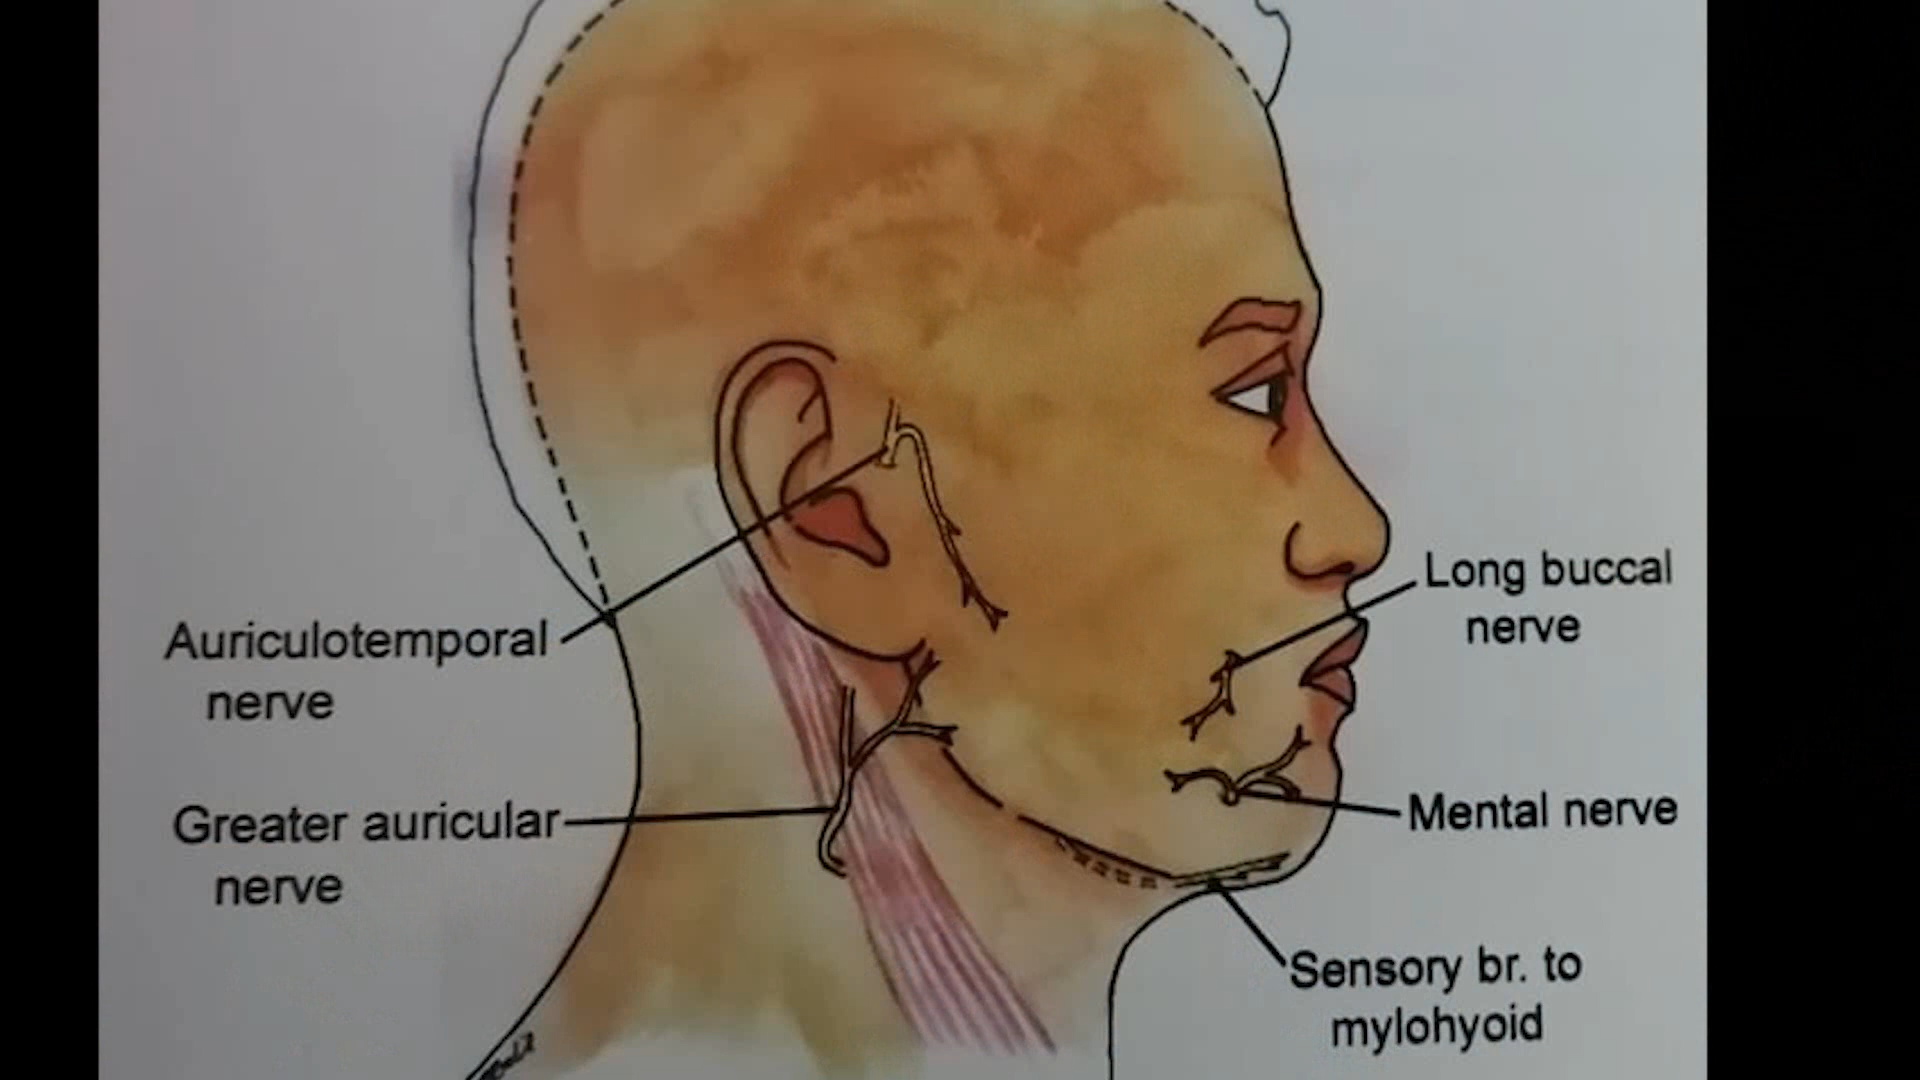 Auriculotemporal
nerve
Greater auricular
nerve
Long buccal
nerve
Mental nerve
Sensory br. to
mylohyoid